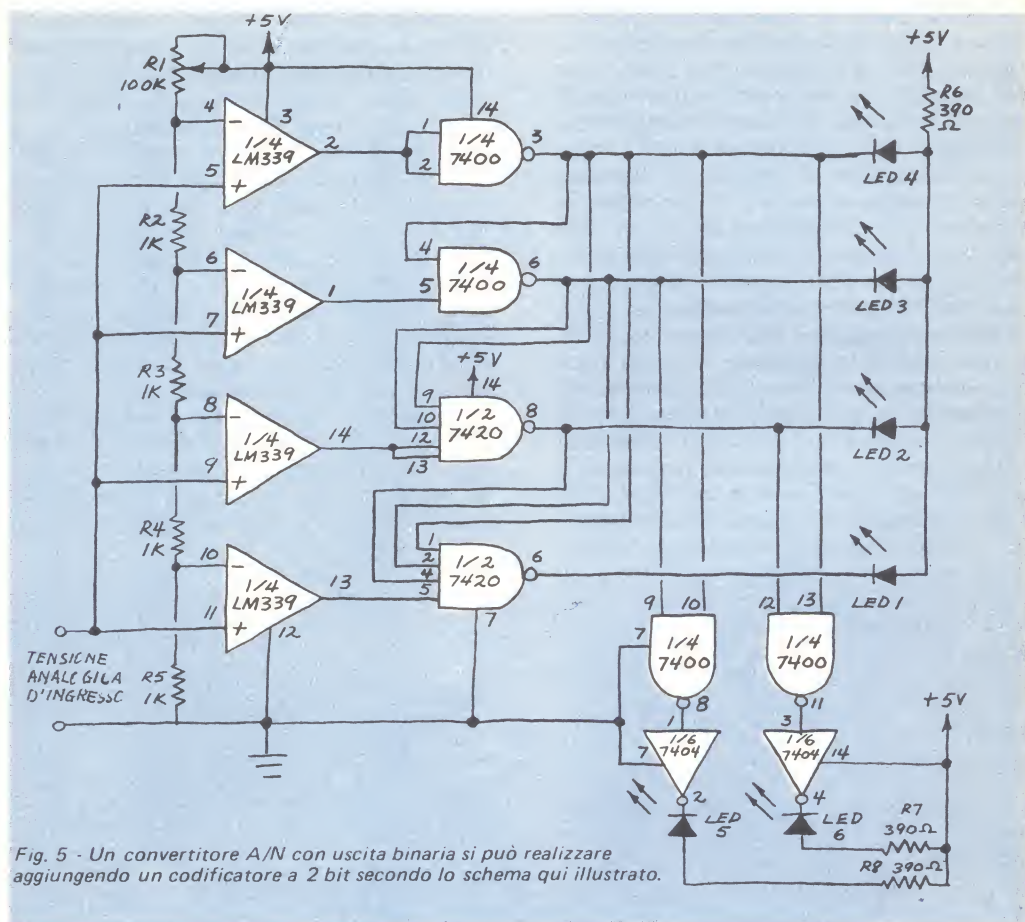 +5V
R1
100K
4
3
1/4
LM339
2
5
1
2
14
1/4
7400
3
LED 4
+5V
R6
390
Ω
R2
1K
6
1/4
LM339
1
7
4
5
1/4
7400
6
LED 3
R3
1K
8
1/4
LM339
14
9
+5V
14
9
10
12
13
1/2
7420
8
LED 2
R4
1K
10
1/4
LM339
13
11
12
1
2
4
5
1/2
7420
6
7
LED 1
TENSIONE
ANALOGICA
D'INGRESSO
R5
1K
9
10
7
1/4
7400
8
12
13
1/4
7400
11
1
7
1/6
7404
2
LED
5
3
1/6
7404
14
4
LED
6
+5V
R7
390Ω
R8 390Ω
Fig. 5 - Un convertitore A/N con uscita binaria si può realizzare
aggiungendo un codificatore a 2 bit secondo lo schema qui illustrato.